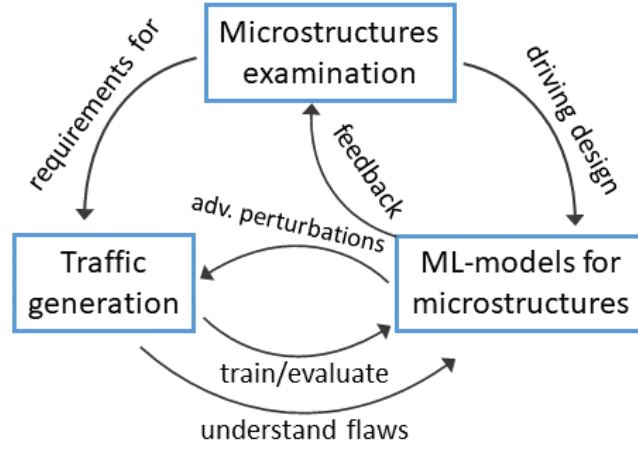 Microstructures
examination
requirements for
driving design
feedback
adv. perturbations
Traffic
generation
ML-models for
microstructures
train/evaluate
understand flaws